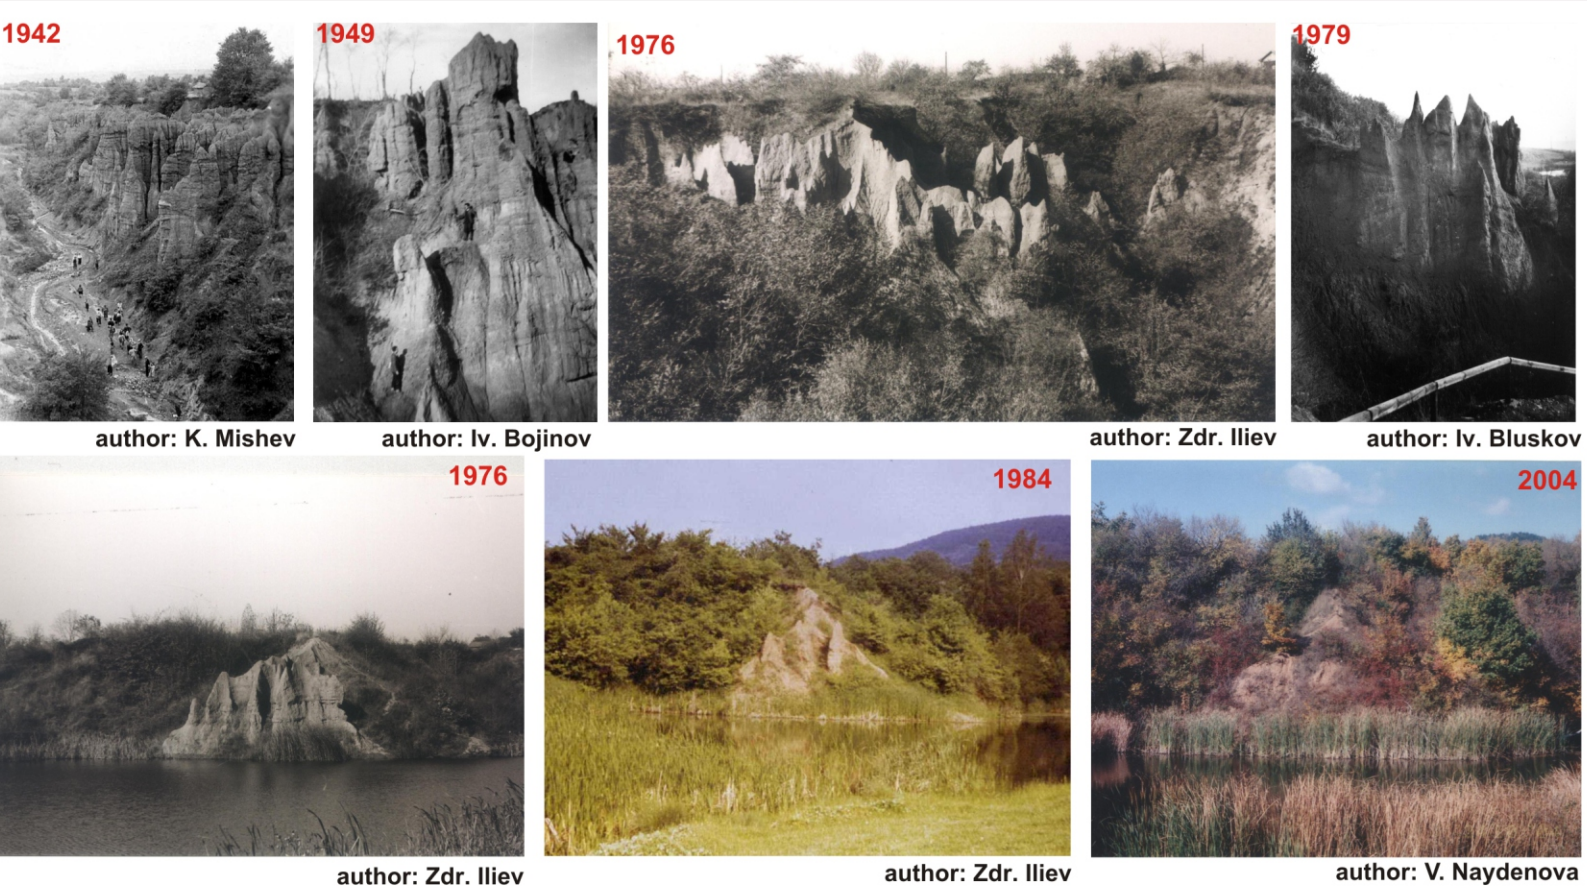 1942
1949
1976
1979
author: K. Mishev
author: Iv. Bojinov
author: Zdr. Iliev
author: Iv. Bluskov
1976
1984
2004
author: Zdr. Iliev
author: Zdr. Iliev
author: V. Naydenova